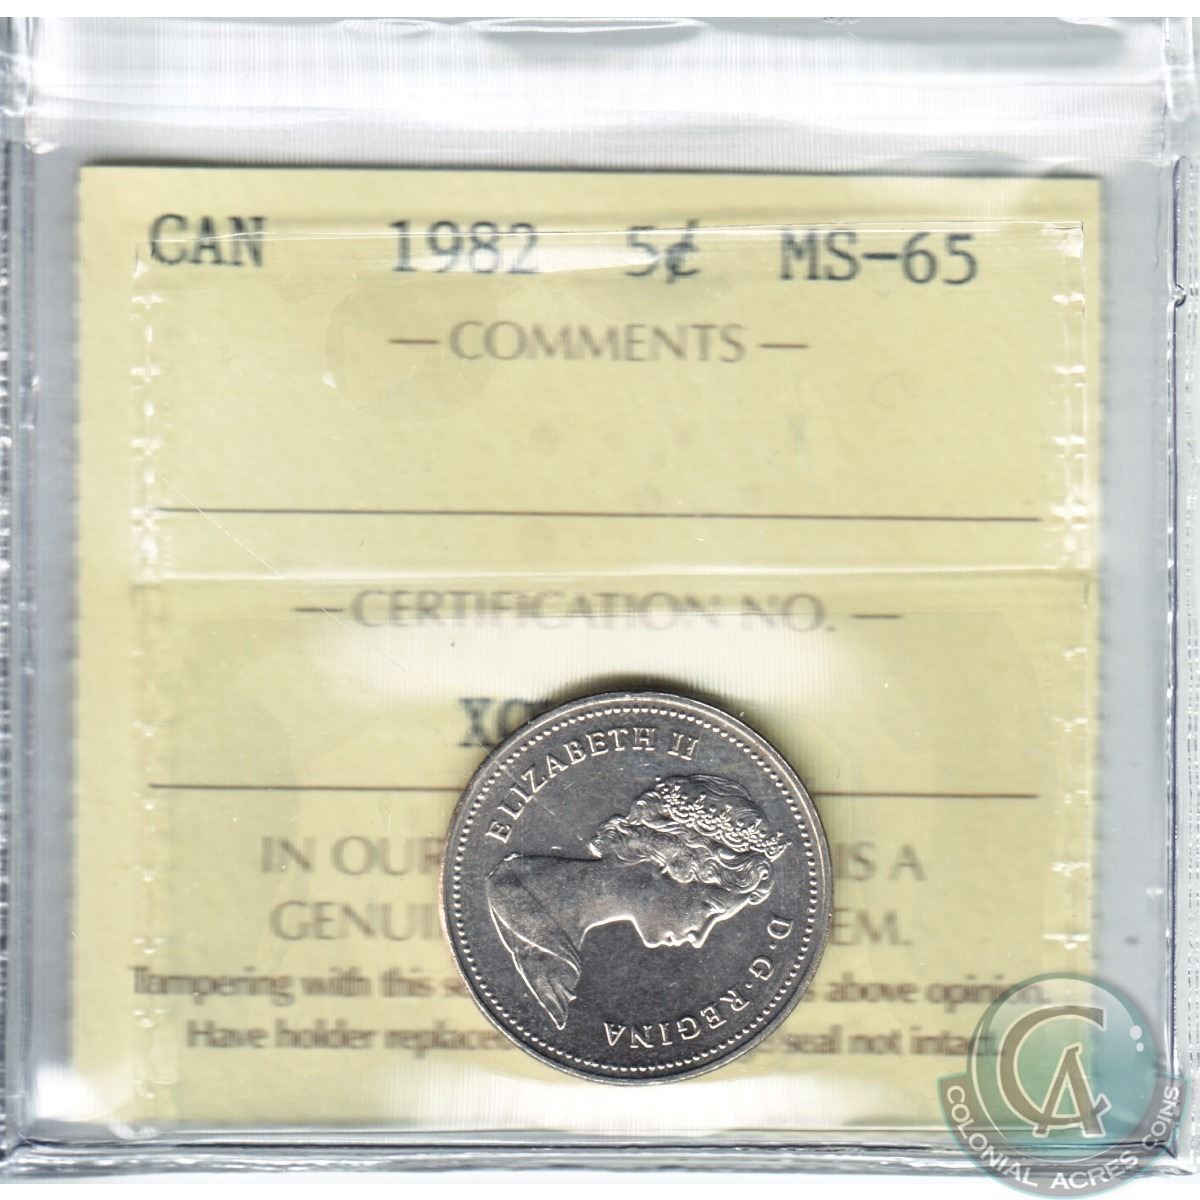 CAN 1982 5¢ MS-65
— COMMENTS —
— CERTIFICATION NO. —
ELIZABETH II D·G·REGINA
IN OUR IS A
GENUI EM.
Tampering with this s above opinion.
Have holder replace seal not intact.
CA
COLONIAL ACRES COINS